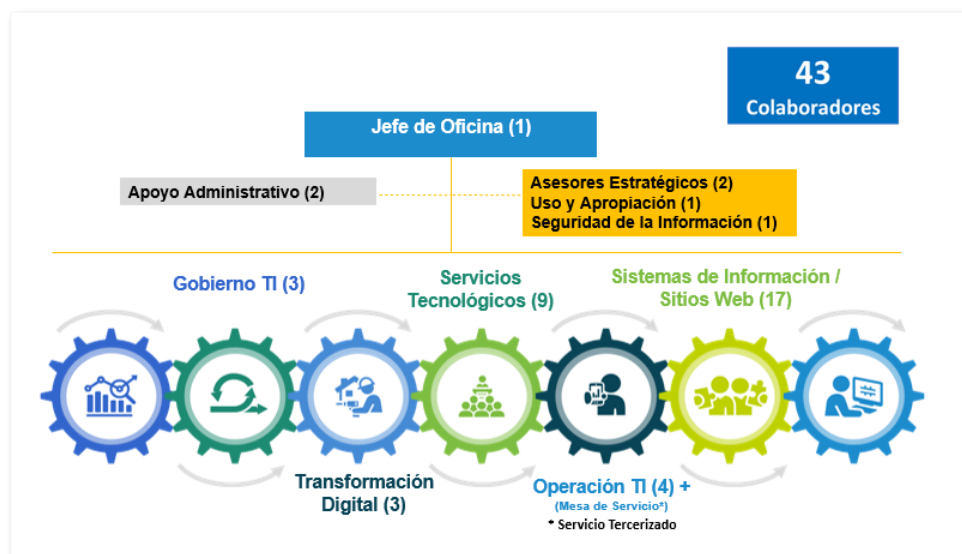 43
Colaboradores
Jefe de Oficina (1)
Apoyo Administrativo (2)
Asesores Estratégicos (2)
Uso y Apropiación (1)
Seguridad de la Información (1)
Gobierno TI (3)
Servicios
Tecnológicos (9)
Sistemas de Información /
Sitios Web (17)
Transformación
Digital (3)
Operación TI (4) +
(Mesa de Servicio*)
* Servicio Tercerizado